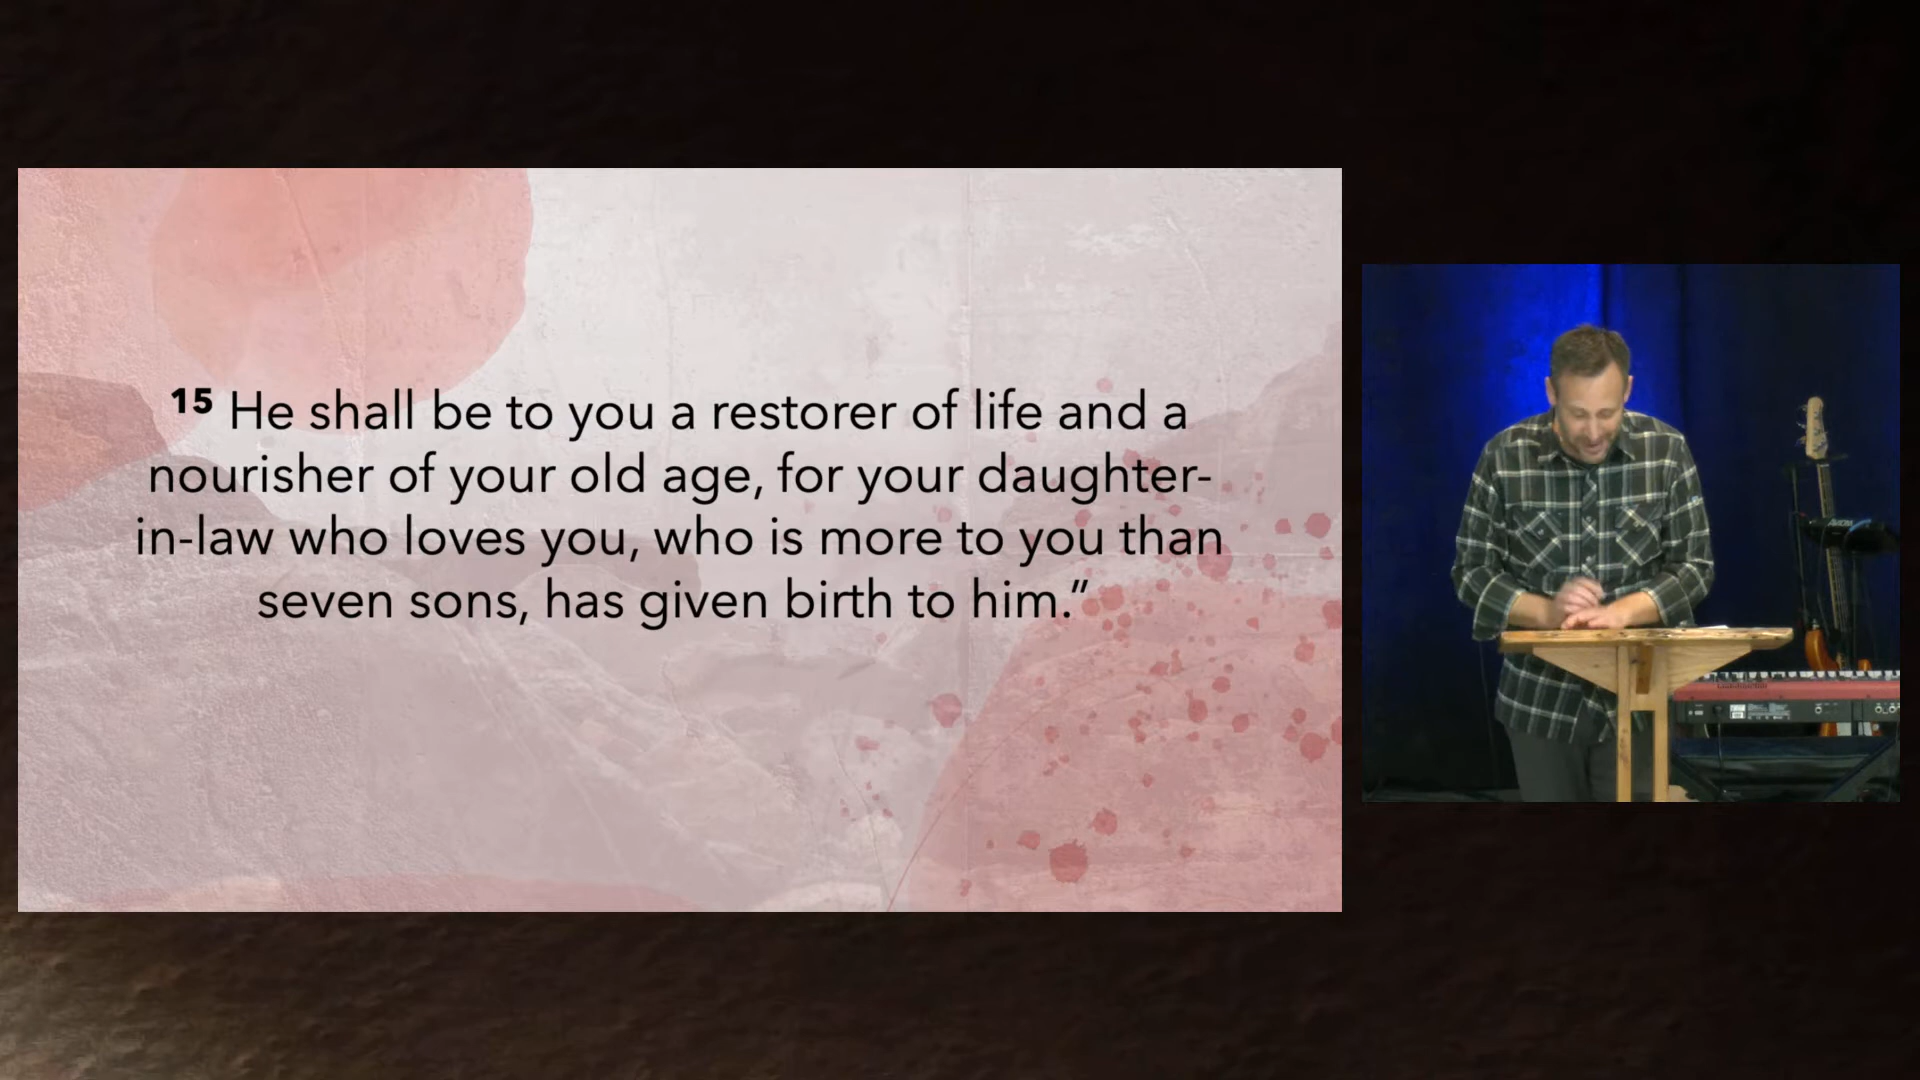 15 He shall be to you a restorer of life and a
nourisher of your old age, for your daughter-
in-law who loves you, who is more to you than
seven sons, has given birth to him.”